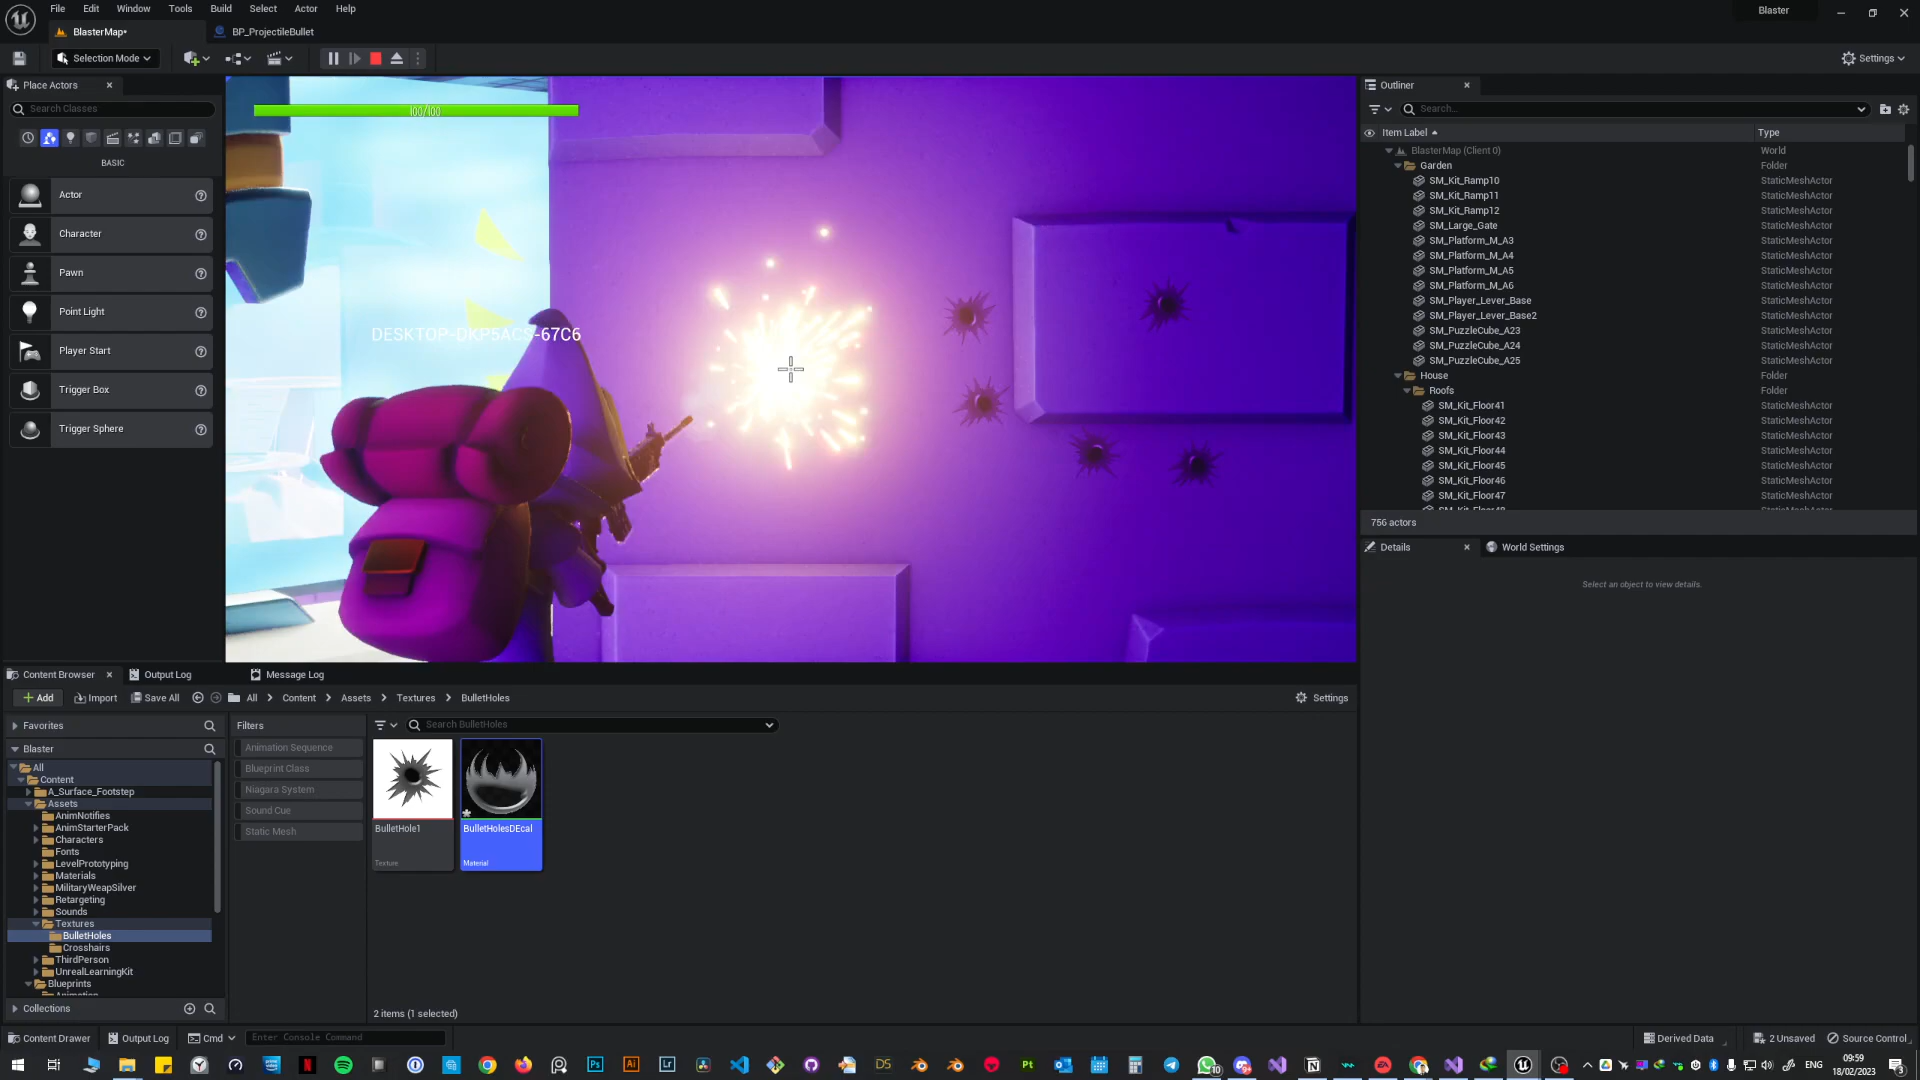 File Edit Window Tools Build Select Actor Help
Blaster
BlasterMap*
BP_ProjectileBullet
Selection Mode
Settings
Place Actors
Search Classes
BASIC
Actor
Character
Pawn
Point Light
Player Start
Trigger Box
Trigger Sphere
100/100
DESKTOP-DKP5ACS-67C6
Outliner
Search...
Item Label
Type
BlasterMap (Client 0) World
Garden Folder
SM_Kit_Ramp10 StaticMeshActor
SM_Kit_Ramp11 StaticMeshActor
SM_Kit_Ramp12 StaticMeshActor
SM_Large_Gate StaticMeshActor
SM_Platform_M_A3 StaticMeshActor
SM_Platform_M_A4 StaticMeshActor
SM_Platform_M_A5 StaticMeshActor
SM_Platform_M_A6 StaticMeshActor
SM_Player_Lever_Base StaticMeshActor
SM_Player_Lever_Base2 StaticMeshActor
SM_PuzzleCube_A23 StaticMeshActor
SM_PuzzleCube_A24 StaticMeshActor
SM_PuzzleCube_A25 StaticMeshActor
House Folder
Roofs Folder
SM_Kit_Floor41 StaticMeshActor
SM_Kit_Floor42 StaticMeshActor
SM_Kit_Floor43 StaticMeshActor
SM_Kit_Floor44 StaticMeshActor
SM_Kit_Floor45 StaticMeshActor
SM_Kit_Floor46 StaticMeshActor
SM_Kit_Floor47 StaticMeshActor
756 actors
Details
World Settings
Select an object to view details.
Content Browser
Output Log
Message Log
Add
Import
Save All
All
Content
Assets
Textures
BulletHoles
Settings
Favorites
Blaster
All
Content
A_Surface_Footstep
Assets
AnimNotifies
AnimStarterPack
Characters
Fonts
LevelPrototyping
Materials
MilitaryWeapSilver
Retargeting
Sounds
Textures
BulletHoles
Crosshairs
ThirdPerson
UnrealLearningKit
Blueprints
Collections
Filters
Animation Sequence
Blueprint Class
Niagara System
Sound Cue
Static Mesh
Search BulletHoles
BulletHole1
Texture
BulletHolesDEcal
Material
2 items (1 selected)
Content Drawer
Output Log
Cmd
Enter Console Command
Derived Data
2 Unsaved
Source Control
Ps
Ai
Lr
DS
Pt
EA
10
ENG
09:59
18/02/2023
3